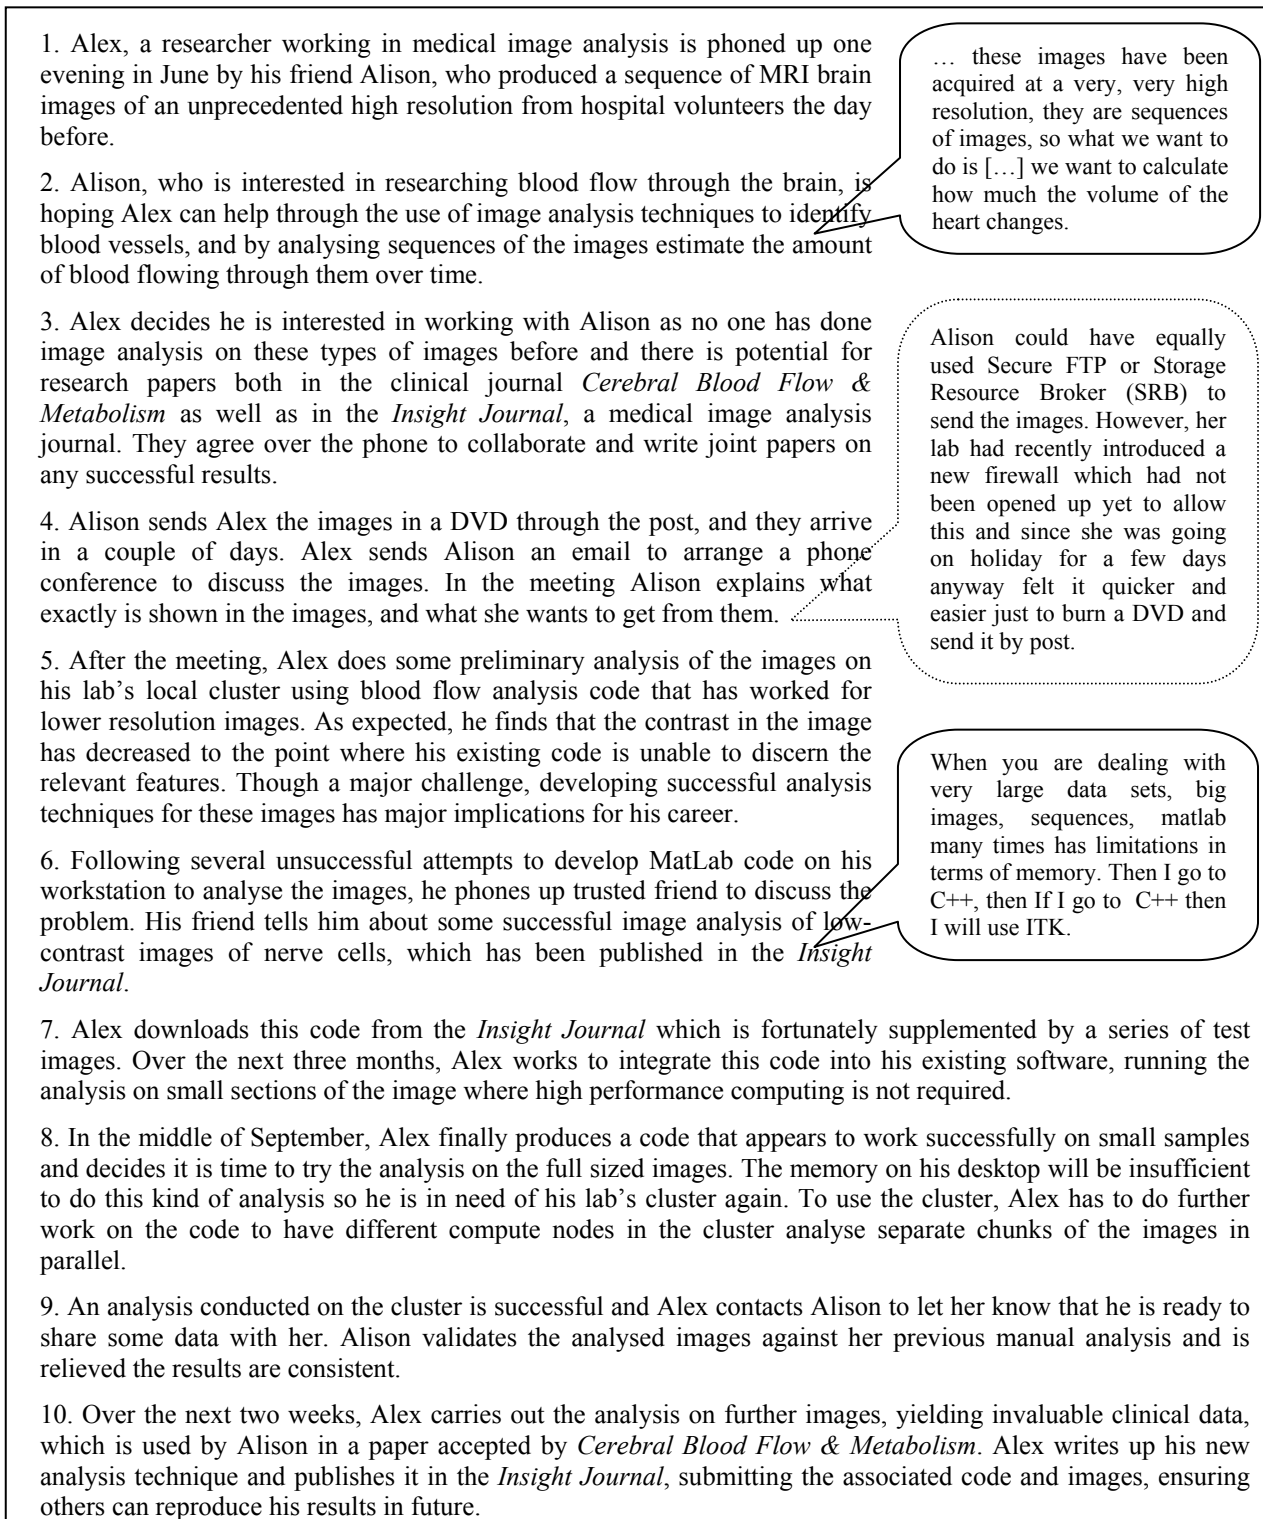 1. Alex, a researcher working in medical image analysis is phoned up one
evening in June by his friend Alison, who produced a sequence of MRI brain
images of an unprecedented high resolution from hospital volunteers the day
before.
2. Alison, who is interested in researching blood flow through the brain, is
hoping Alex can help through the use of image analysis techniques to identify
blood vessels, and by analysing sequences of the images estimate the amount
of blood flowing through them over time.
… these images have been
acquired at a very, very high
resolution, they are sequences
of images, so what we want to
do is […] we want to calculate
how much the volume of the
heart changes.
3. Alex decides he is interested in working with Alison as no one has done
image analysis on these types of images before and there is potential for
research papers both in the clinical journal Cerebral Blood Flow &
Metabolism as well as in the Insight Journal, a medical image analysis
journal. They agree over the phone to collaborate and write joint papers on
any successful results.
4. Alison sends Alex the images in a DVD through the post, and they arrive
in a couple of days. Alex sends Alison an email to arrange a phone
conference to discuss the images. In the meeting Alison explains what
exactly is shown in the images, and what she wants to get from them.
Alison could have equally
used Secure FTP or Storage
Resource Broker (SRB) to
send the images. However, her
lab had recently introduced a
new firewall which had not
been opened up yet to allow
this and since she was going
on holiday for a few days
anyway felt it quicker and
easier just to burn a DVD and
send it by post.
5. After the meeting, Alex does some preliminary analysis of the images on
his lab’s local cluster using blood flow analysis code that has worked for
lower resolution images. As expected, he finds that the contrast in the image
has decreased to the point where his existing code is unable to discern the
relevant features. Though a major challenge, developing successful analysis
techniques for these images has major implications for his career.
6. Following several unsuccessful attempts to develop MatLab code on his
workstation to analyse the images, he phones up trusted friend to discuss the
problem. His friend tells him about some successful image analysis of low-
contrast images of nerve cells, which has been published in the Insight
Journal.
When you are dealing with
very large data sets, big
images, sequences, matlab
many times has limitations in
terms of memory. Then I go to
C++, then If I go to C++ then
I will use ITK.
7. Alex downloads this code from the Insight Journal which is fortunately supplemented by a series of test
images. Over the next three months, Alex works to integrate this code into his existing software, running the
analysis on small sections of the image where high performance computing is not required.
8. In the middle of September, Alex finally produces a code that appears to work successfully on small samples
and decides it is time to try the analysis on the full sized images. The memory on his desktop will be insufficient
to do this kind of analysis so he is in need of his lab’s cluster again. To use the cluster, Alex has to do further
work on the code to have different compute nodes in the cluster analyse separate chunks of the images in
parallel.
9. An analysis conducted on the cluster is successful and Alex contacts Alison to let her know that he is ready to
share some data with her. Alison validates the analysed images against her previous manual analysis and is
relieved the results are consistent.
10. Over the next two weeks, Alex carries out the analysis on further images, yielding invaluable clinical data,
which is used by Alison in a paper accepted by Cerebral Blood Flow & Metabolism. Alex writes up his new
analysis technique and publishes it in the Insight Journal, submitting the associated code and images, ensuring
others can reproduce his results in future.